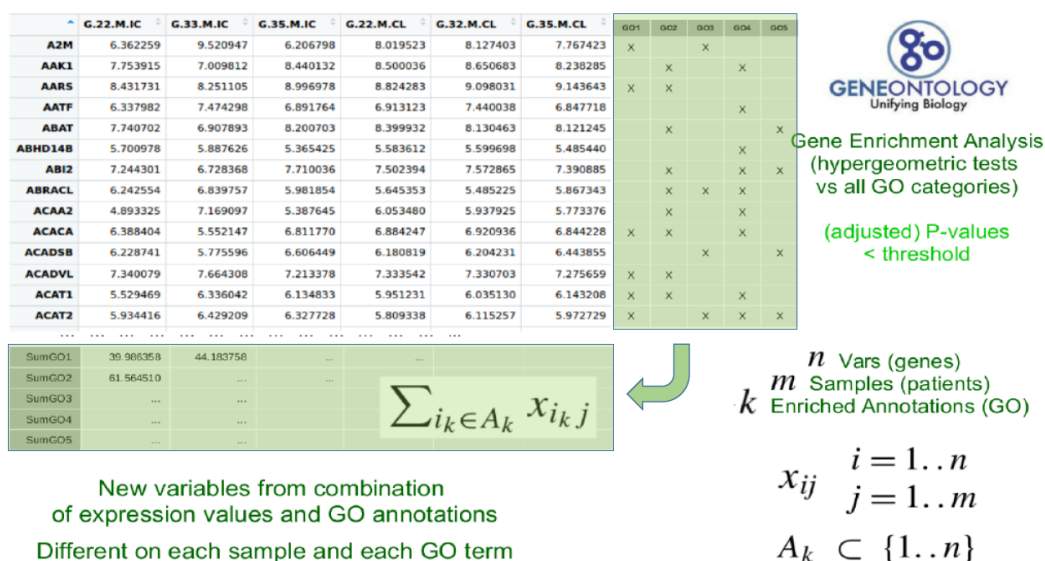 G.22.M.IC G.33.M.IC G.35.M.IC G.22.M.CL G.32.M.CL G.35.M.CL GO1 GO2 GO3 GO4 GO5
A2M 6.362259 9.520947 6.206798 8.019523 8.127403 7.767423 X X
AAK1 7.753915 7.009812 8.440132 8.500036 8.650683 8.238285 X X
AARS 8.431731 8.251105 8.996978 8.824283 9.098031 9.143643 X X
AATF 6.337982 7.474298 6.891764 6.913123 7.440038 6.847718 X
ABAT 7.740702 6.907893 8.200703 8.399932 8.130463 8.121245 X X
ABHD14B 5.700978 5.887626 5.365425 5.583612 5.599698 5.485440 X
ABI2 7.244301 6.728368 7.710036 7.502394 7.572865 7.390885 X X X
ABRACL 6.242554 6.839757 5.981854 5.645353 5.485225 5.867343 X X X
ACAA2 4.893325 7.169097 5.387645 6.053480 5.937925 5.773376 X X
ACACA 6.388404 5.552147 6.811770 6.884247 6.920936 6.844228 X X X
ACADSB 6.228741 5.775596 6.606449 6.180819 6.204231 6.443855 X X
ACADVL 7.340079 7.664308 7.213378 7.333542 7.330703 7.275659 X X
ACAT1 5.529469 6.336042 6.134833 5.951231 6.035130 6.143208 X X X
ACAT2 5.934416 6.429209 6.327728 5.809338 6.115257 5.972729 X X X X
... ... ... ... ... ... ... ... ... ...
GENEONTOLOGY
Unifying Biology
Gene Enrichment Analysis
(hypergeometric tests
vs all GO categories)
(adjusted) P-values
< threshold
SumGO1 39.986358 44.183758 ... ...
SumGO2 61.564510 ... ...
SumGO3 ... ...
SumGO4 ... ...
SumGO5 ... ...
∑ i_k∈A_k x_{i_k j}
n Vars (genes)
m Samples (patients)
k Enriched Annotations (GO)
x_{ij} i = 1..n
j = 1..m
A_k ⊂ {1..n}
New variables from combination
of expression values and GO annotations
Different on each sample and each GO term